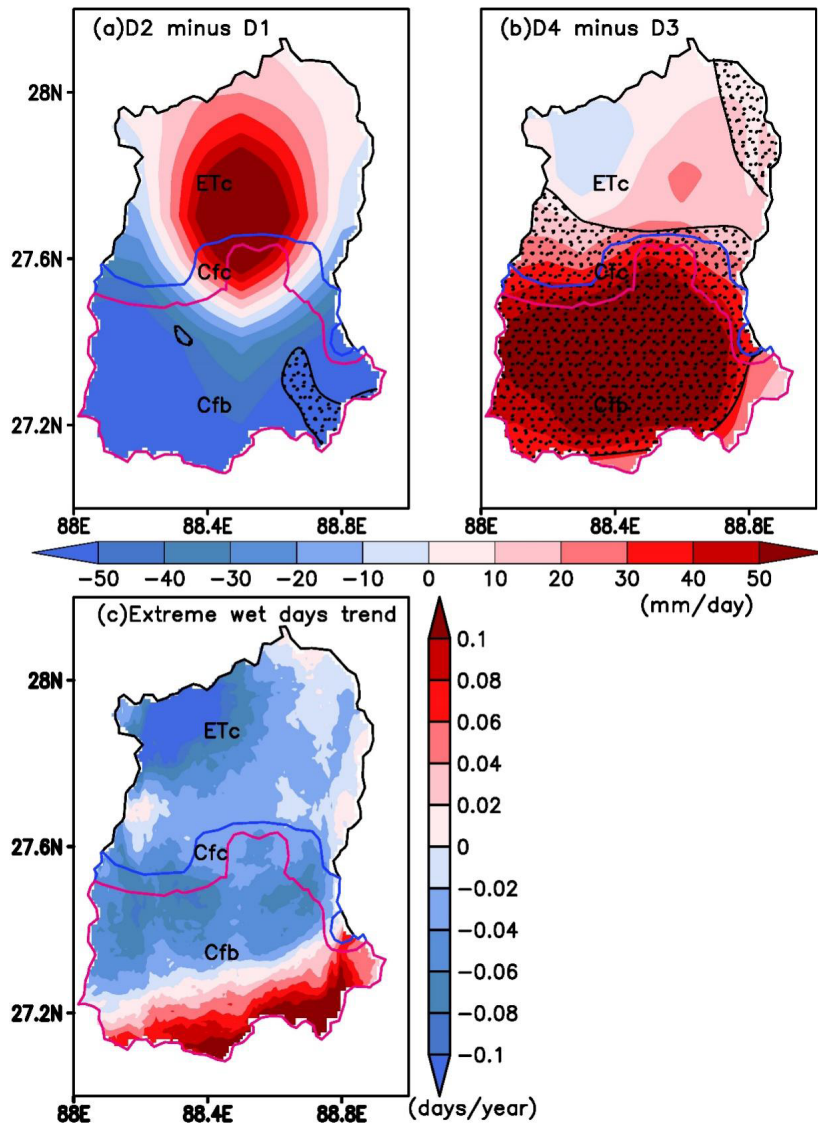 (a)D2 minus D1
(b)D4 minus D3
28N
27.6N
27.2N
ETc
Cfc
Cfb
ETc
Cfc
Cfb
88E 88.4E 88.8E
88E 88.4E 88.8E
−50 −40 −30 −20 −10 0 10 20 30 40 50
(mm/day)
(c)Extreme wet days trend
28N
27.6N
27.2N
ETc
Cfc
Cfb
88E 88.4E 88.8E
0.1
0.08
0.06
0.04
0.02
0
−0.02
−0.04
−0.06
−0.08
−0.1
(days/year)